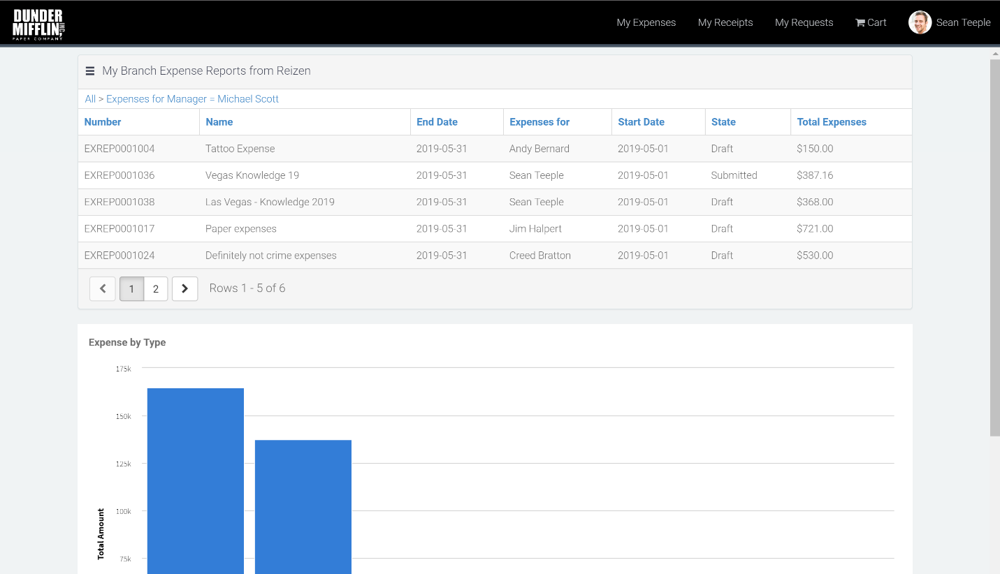 DUNDER
MIFFLIN, INC
PAPER COMPANY
My Expenses My Receipts My Requests Cart Sean Teeple
My Branch Expense Reports from Reizen
All > Expenses for Manager = Michael Scott
Number Name End Date Expenses for Start Date State Total Expenses
EXREP0001004 Tattoo Expense 2019-05-31 Andy Bernard 2019-05-01 Draft $150.00
EXREP0001036 Vegas Knowledge 19 2019-05-31 Sean Teeple 2019-05-01 Submitted $387.16
EXREP0001038 Las Vegas - Knowledge 2019 2019-05-31 Sean Teeple 2019-05-01 Draft $368.00
EXREP0001017 Paper expenses 2019-05-31 Jim Halpert 2019-05-01 Draft $721.00
EXREP0001024 Definitely not crime expenses 2019-05-31 Creed Bratton 2019-05-01 Draft $530.00
1 2 Rows 1 - 5 of 6
Expense by Type
175k
150k
125k
100k
75k
Total Amount